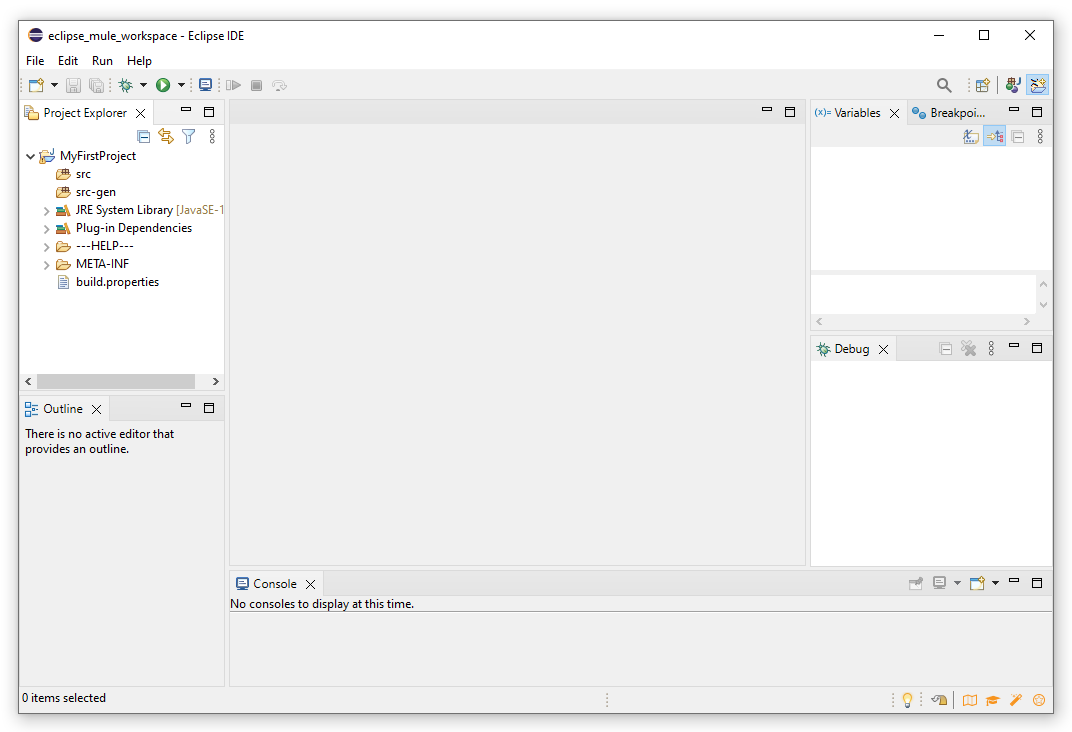 eclipse_mule_workspace - Eclipse IDE
File Edit Run Help
Project Explorer
MyFirstProject
src
src-gen
JRE System Library [JavaSE-1
Plug-in Dependencies
---HELP---
META-INF
build.properties
Outline
There is no active editor that
provides an outline.
(x)= Variables
Breakpoi...
Debug
Console
No consoles to display at this time.
0 items selected